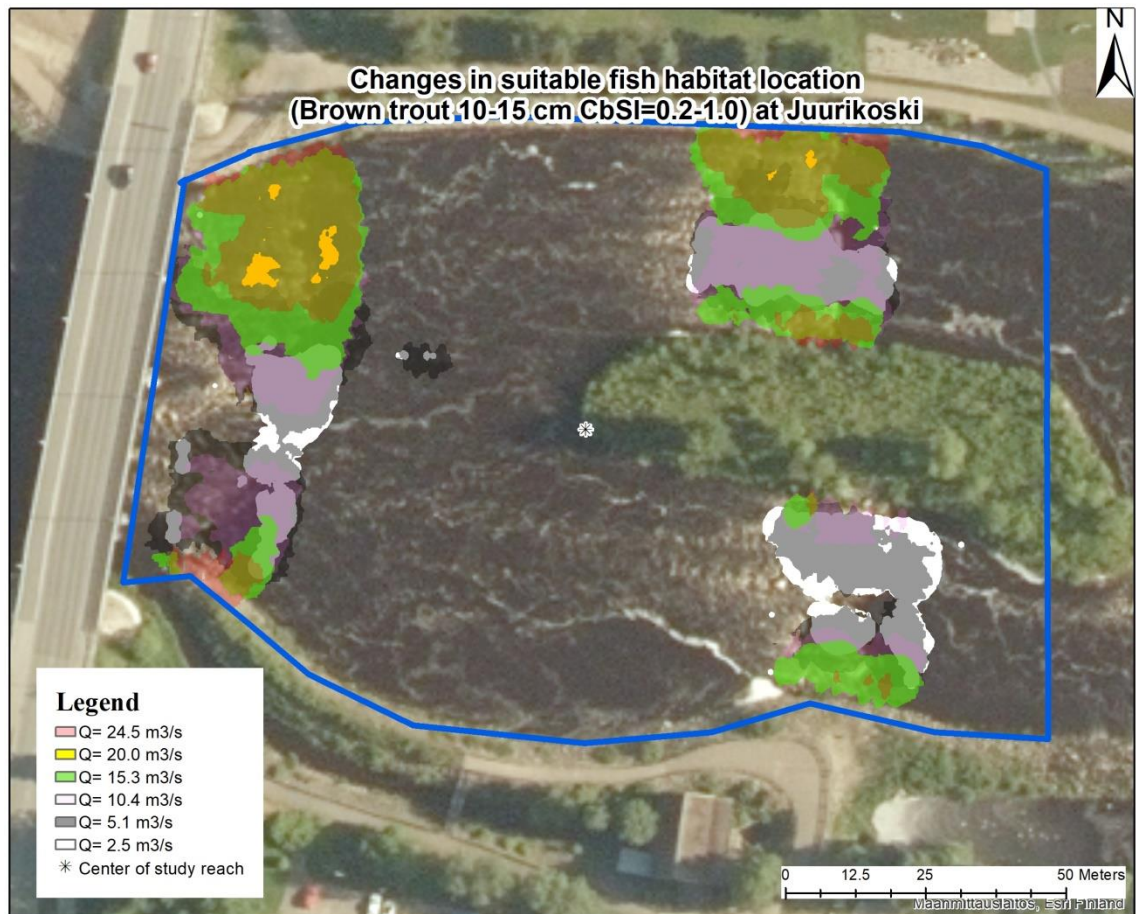 N
Changes in suitable fish habitat location
(Brown trout 10-15 cm CbSI=0.2-1.0) at Juurikoski
Legend
Q= 24.5 m3/s
Q= 20.0 m3/s
Q= 15.3 m3/s
Q= 10.4 m3/s
Q= 5.1 m3/s
Q= 2.5 m3/s
Center of study reach
0 12.5 25 50 Meters
Maanmittauslaitos, Esri Finland